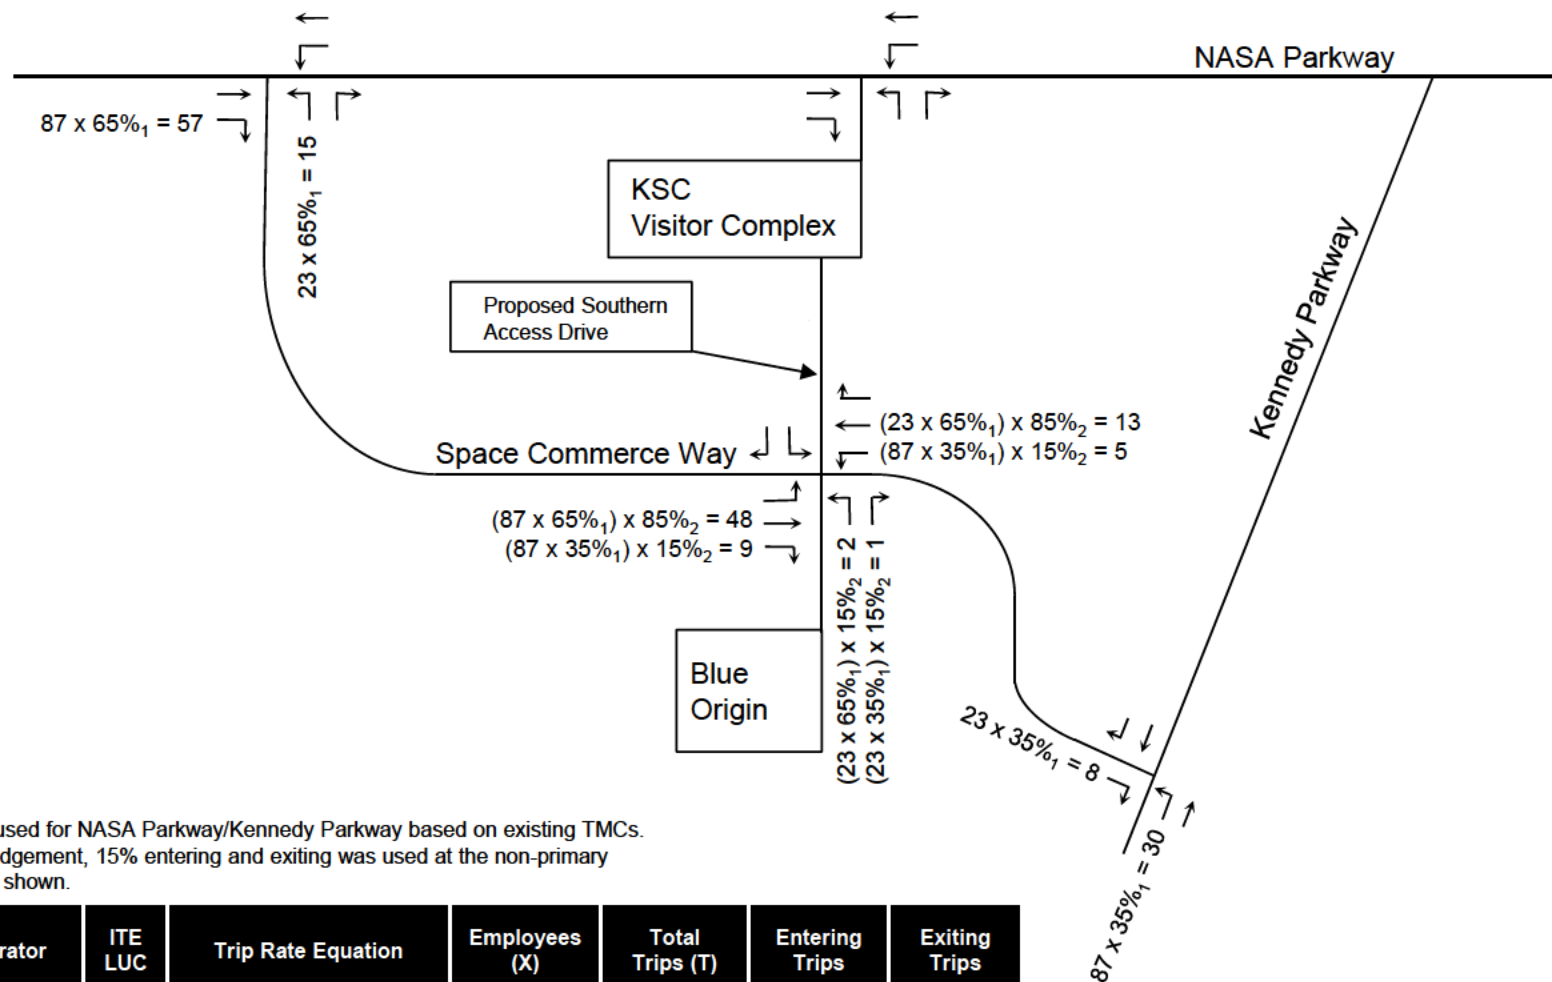 NASA Parkway
87 x 65%₁ = 57
23 x 65%₁ = 15
KSC
Visitor Complex
Proposed Southern
Access Drive
Kennedy Parkway
(23 x 65%₁) x 85%₂ = 13
(87 x 35%₁) x 15%₂ = 5
Space Commerce Way
(87 x 65%₁) x 85%₂ = 48
(87 x 35%₁) x 15%₂ = 9
(23 x 65%₁) x 15%₂ = 2
(23 x 35%₁) x 15%₂ = 1
Blue
Origin
23 x 35%₁ = 8
87 x 35%₁ = 30
used for NASA Parkway/Kennedy Parkway based on existing TMCs.
dgement, 15% entering and exiting was used at the non-primary
shown.
rator
ITE
LUC
Trip Rate Equation
Employees
(X)
Total
Trips (T)
Entering
Trips
Exiting
Trips